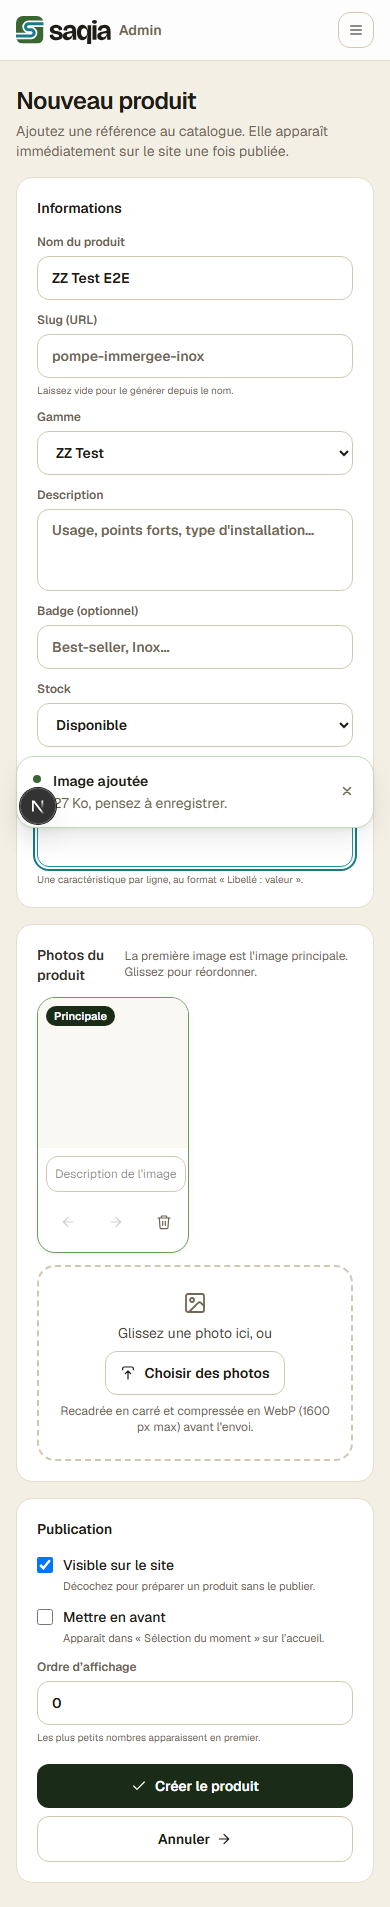 saqia Admin
Nouveau produit
Ajoutez une référence au catalogue. Elle apparaît
immédiatement sur le site une fois publiée.
Informations
Nom du produit
ZZ Test E2E
Slug (URL)
pompe-immergee-inox
Laissez vide pour le générer depuis le nom.
Gamme
ZZ Test
Description
Usage, points forts, type d'installation...
Badge (optionnel)
Best-seller, Inox...
Stock
Disponible
Image ajoutée
27 Ko, pensez à enregistrer.
N
Une caractéristique par ligne, au format « Libellé : valeur ».
Photos du
produit
La première image est l'image principale.
Glissez pour réordonner.
Principale
Description de l'image
Glissez une photo ici, ou
Choisir des photos
Recadrée en carré et compressée en WebP (1600
px max) avant l'envoi.
Publication
Visible sur le site
Décochez pour préparer un produit sans le publier.
Mettre en avant
Apparaît dans « Sélection du moment » sur l'accueil.
Ordre d'affichage
0
Les plus petits nombres apparaissent en premier.
Créer le produit
Annuler